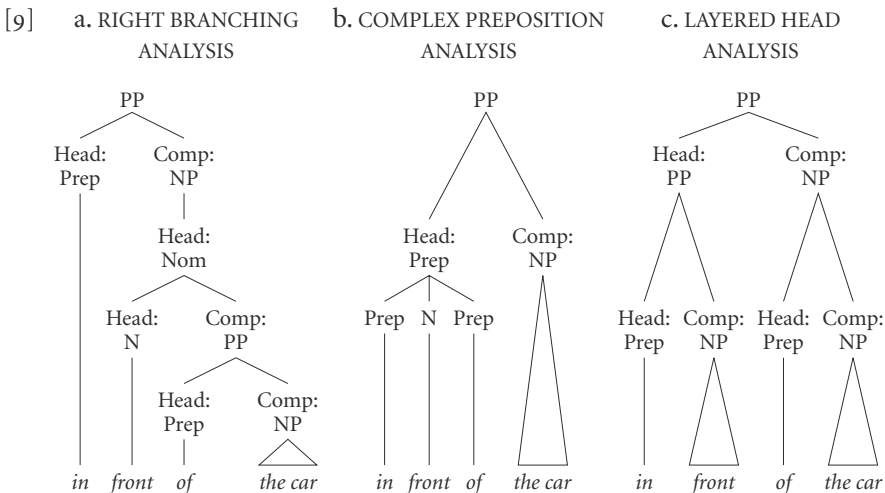 [9] a. RIGHT BRANCHING ANALYSIS b. COMPLEX PREPOSITION ANALYSIS c. LAYERED HEAD ANALYSIS
PP
Head: Prep Comp: NP
Head: Nom
Head: N Comp: PP
Head: Prep Comp: NP
in front of the car
PP
Head: Prep Comp: NP
Prep N Prep
in front of the car
PP
Head: PP Comp: NP
Head: Prep Comp: NP Head: Prep Comp: NP
in front of the car